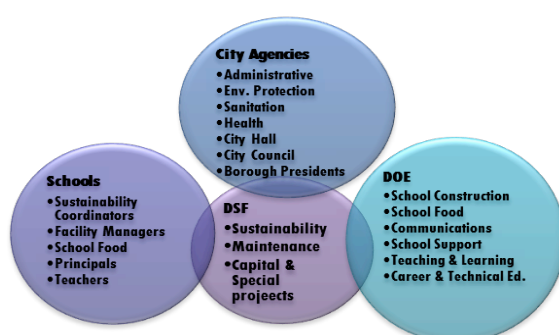 City Agencies
•Administrative
•Env. Protection
•Sanitation
•Health
•City Hall
•City Council
•Borough Presidents
Schools
•Sustainability
Coordinators
•Facility Managers
•School Food
•Principals
•Teachers
DSF
•Sustainability
•Maintenance
•Capital &
Special
projeects
DOE
•School Construction
•School Food
•Communications
•School Support
•Teaching & Learning
•Career & Technical Ed.